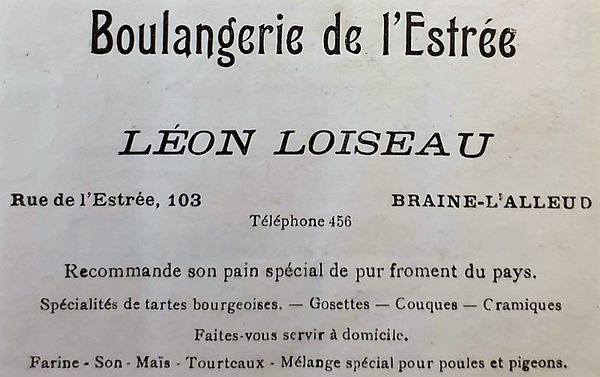 Boulangerie de l'Estrée
LÉON LOISEAU
Rue de l'Estrée, 103 BRAINE-L'ALLEUD
Téléphone 456
Recommande son pain spécial de pur froment du pays.
Spécialités de tartes bourgeoises. — Gosettes — Couques — Cramiques
Faites-vous servir à domicile.
Farine - Son - Maïs - Tourteaux - Mélange spécial pour poules et pigeons.